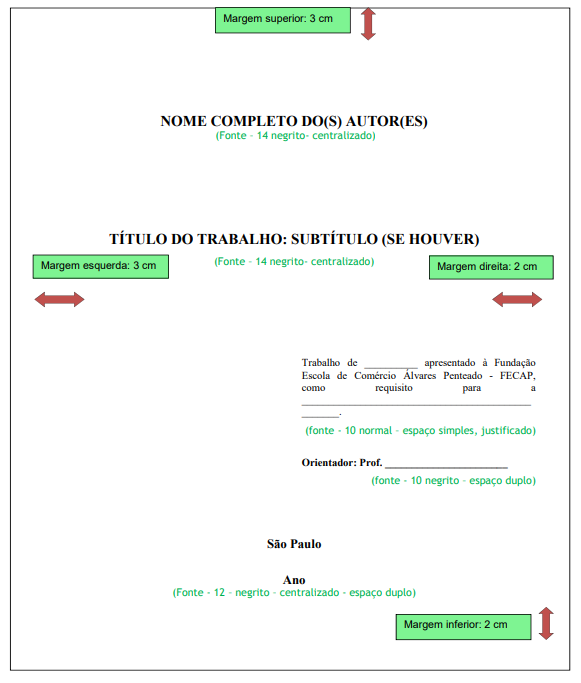 Margem superior: 3 cm
NOME COMPLETO DO(S) AUTOR(ES)
(Fonte - 14 negrito- centralizado)
TÍTULO DO TRABALHO: SUBTÍTULO (SE HOUVER)
Margem esquerda: 3 cm
(Fonte - 14 negrito- centralizado)
Margem direita: 2 cm
Trabalho de __________ apresentado à Fundação
Escola de Comércio Álvares Penteado - FECAP,
como requisito para a
___________________________________________
_______.
(fonte - 10 normal – espaço simples, justificado)
Orientador: Prof. _______________________
(fonte - 10 negrito – espaço duplo)
São Paulo
Ano
(Fonte - 12 – negrito – centralizado - espaço duplo)
Margem inferior: 2 cm